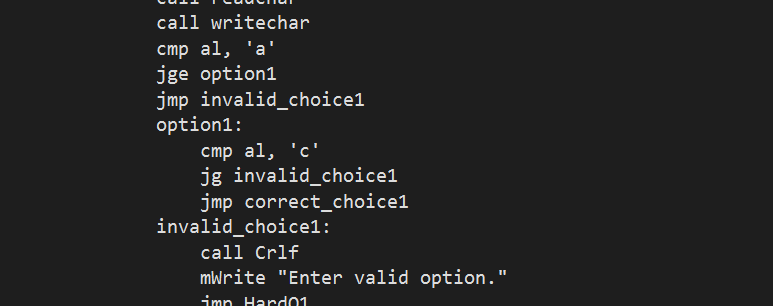 call readchar
call writechar
cmp al, 'a'
jge option1
jmp invalid_choice1
option1:
cmp al, 'c'
jg invalid_choice1
jmp correct_choice1
invalid_choice1:
call Crlf
mWrite "Enter valid option."
jmp HardQ1